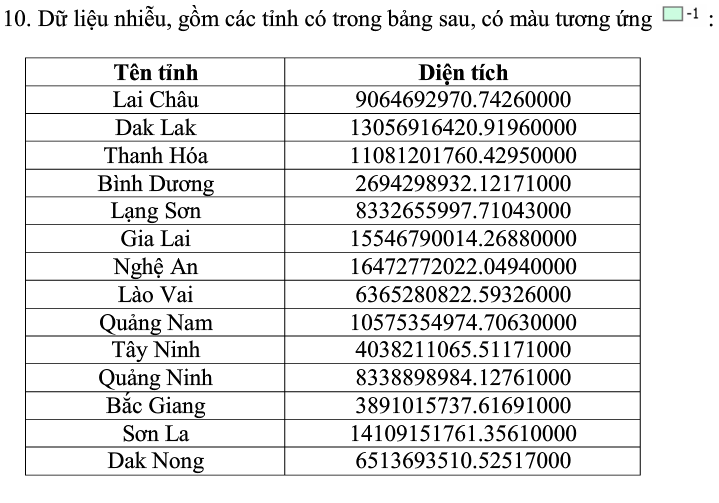 10. Dữ liệu nhiễu, gồm các tỉnh có trong bảng sau, có màu tương ứng -1 :
Tên tỉnh Diện tích
Lai Châu 9064692970.74260000
Dak Lak 13056916420.91960000
Thanh Hóa 11081201760.42950000
Bình Dương 2694298932.12171000
Lạng Sơn 8332655997.71043000
Gia Lai 15546790014.26880000
Nghệ An 16472772022.04940000
Lào Vai 6365280822.59326000
Quảng Nam 10575354974.70630000
Tây Ninh 4038211065.51171000
Quảng Ninh 8338898984.12761000
Bắc Giang 3891015737.61691000
Sơn La 14109151761.35610000
Dak Nong 6513693510.52517000